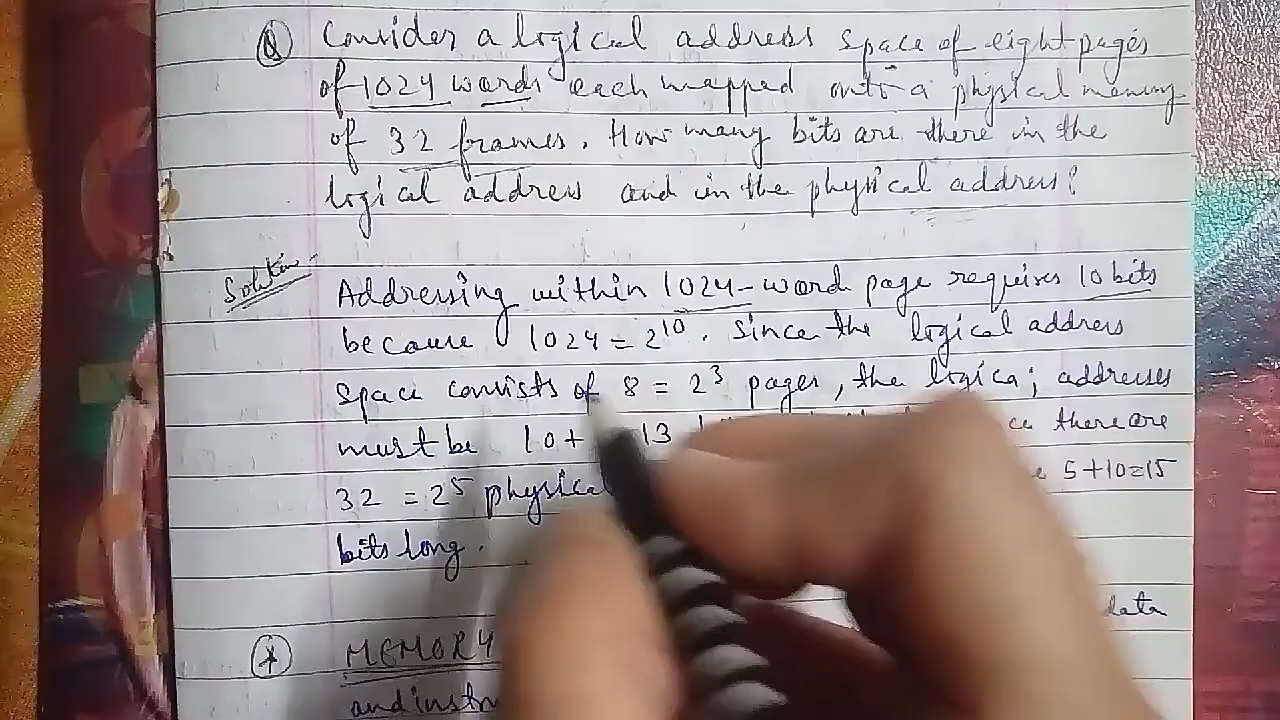 Q Consider a logical address space of eight pages
of 1024 words each mapped onto a physical memory
of 32 frames. How many bits are there in the
logical address and in the physical address?
Solution -
Addressing within 1024-word page requires 10 bits
because 1024 = 2^10. Since the logical address
space consists of 8 = 2^3 pages, the logica; addresses
must be 10+ 13 there are
32 = 2^5 physical 5+10=15
bits long.
data
* MEMORY
and